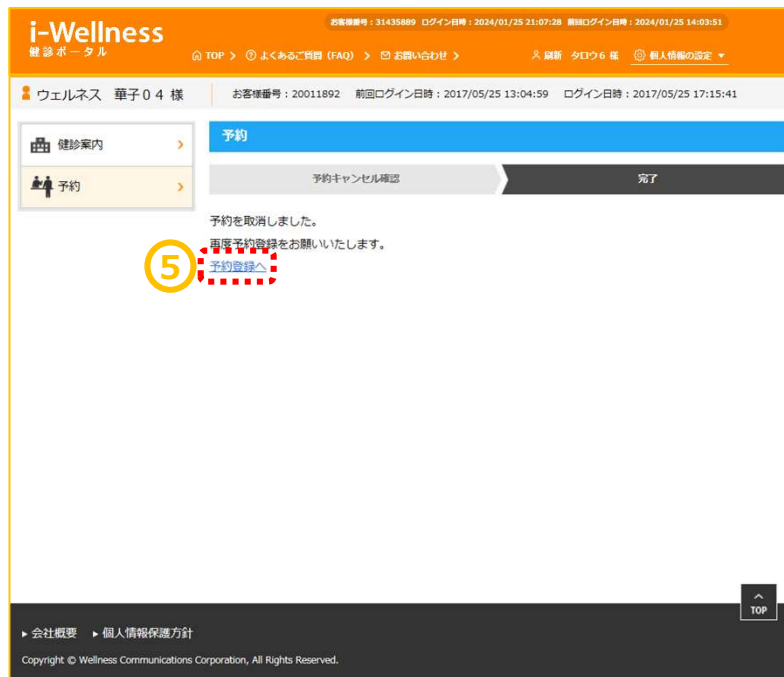 i-Wellness
健診ポータル
お客様番号：31435889 ログイン日時：2024/01/25 21:07:28 前回ログイン日時：2024/01/25 14:03:51
TOP > ? よくあるご質問（FAQ） > お問い合わせ > 刷新 タロウ6 様 個人情報の設定 ▼
ウェルネス 華子04 様 お客様番号：20011892 前回ログイン日時：2017/05/25 13:04:59 ログイン日時：2017/05/25 17:15:41
健診案内 >
予約 >
予約
予約キャンセル確認 完了
予約を取消しました。
再度予約登録をお願いいたします。
⑤ 予約登録へ
TOP
▶ 会社概要 ▶ 個人情報保護方針
Copyright © Wellness Communications Corporation, All Rights Reserved.